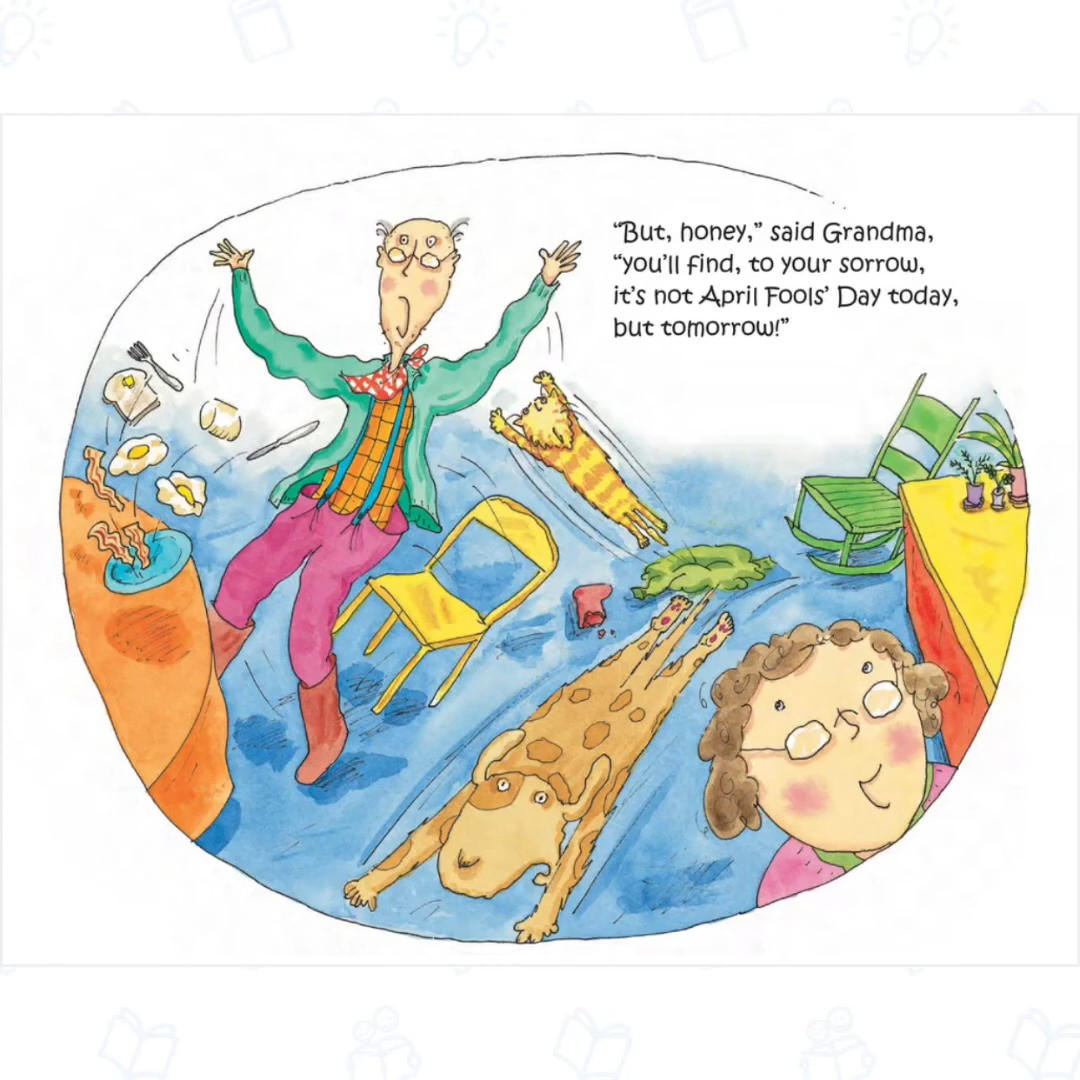 “But, honey,” said Grandma,
“you’ll find, to your sorrow,
it’s not April Fools’ Day today,
but tomorrow!”